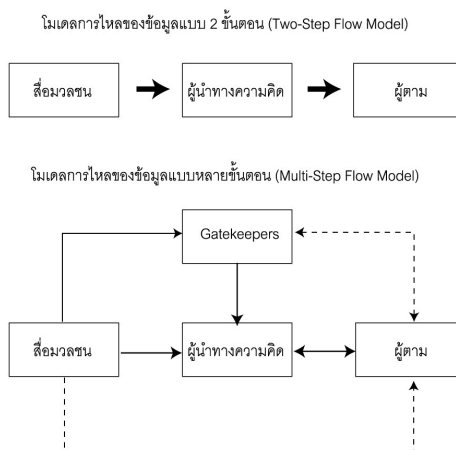 โมเดลการไหลของข้อมูลแบบ 2 ขั้นตอน (Two-Step Flow Model)
สื่อมวลชน
ผู้นำทางความคิด
ผู้ตาม
โมเดลการไหลของข้อมูลแบบหลายขั้นตอน (Multi-Step Flow Model)
Gatekeepers
สื่อมวลชน
ผู้นำทางความคิด
ผู้ตาม